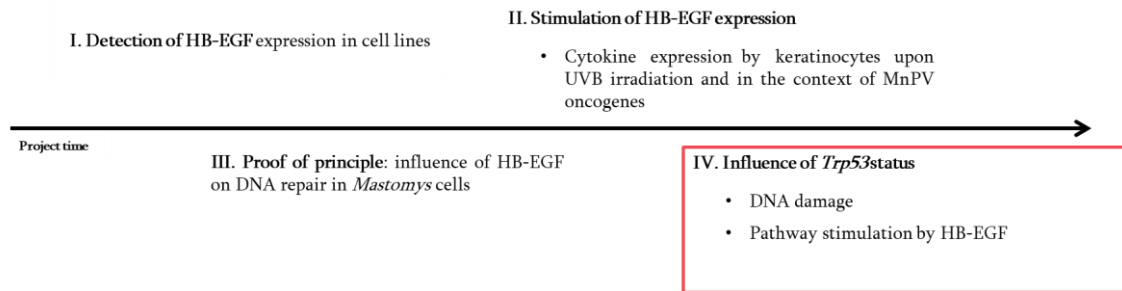 I. Detection of HB-EGF expression in cell lines
II. Stimulation of HB-EGF expression
• Cytokine expression by keratinocytes upon
UVB irradiation and in the context of MnPV
oncogenes
Project time
III. Proof of principle: influence of HB-EGF
on DNA repair in Mastomys cells
IV. Influence of Trp53status
• DNA damage
• Pathway stimulation by HB-EGF